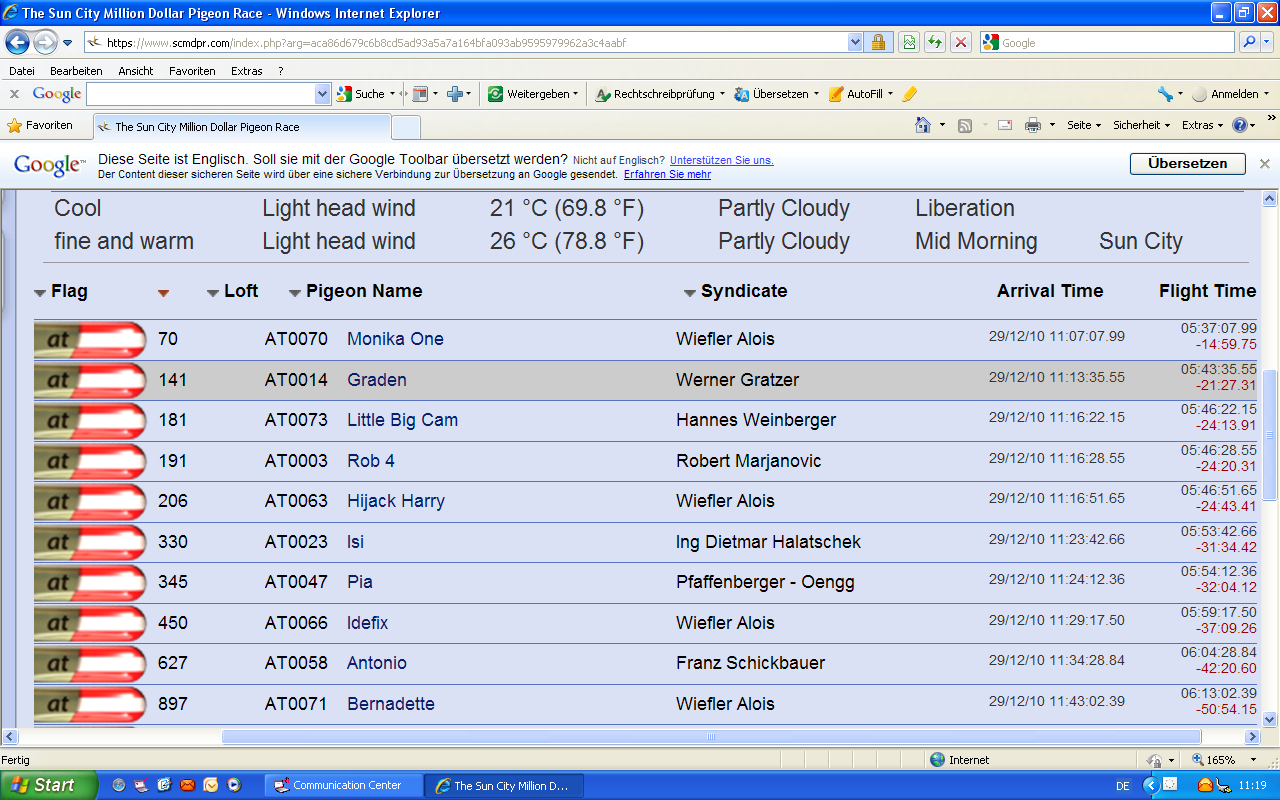 The Sun City Million Dollar Pigeon Race - Windows Internet Explorer
https://www.scmdpr.com/index.php?arg=aca86d679c6b8cd5ad93a5a7a164bfa093ab9595979962a3c4aabf
Google
Datei Bearbeiten Ansicht Favoriten Extras ?
x Google Suche Weitergeben Rechtschreibprüfung Übersetzen AutoFill Anmelden
Favoriten The Sun City Million Dollar Pigeon Race Seite Sicherheit Extras »
Google™ Diese Seite ist Englisch. Soll sie mit der Google Toolbar übersetzt werden? Nicht auf Englisch? Unterstützen Sie uns. Übersetzen
Der Content dieser sicheren Seite wird über eine sichere Verbindung zur Übersetzung an Google gesendet. Erfahren Sie mehr
Cool Light head wind 21 °C (69.8 °F) Partly Cloudy Liberation
fine and warm Light head wind 26 °C (78.8 °F) Partly Cloudy Mid Morning Sun City
Flag Loft Pigeon Name Syndicate Arrival Time Flight Time
at 70 AT0070 Monika One Wiefler Alois 29/12/10 11:07:07.99 05:37:07.99
-14:59.75
at 141 AT0014 Graden Werner Gratzer 29/12/10 11:13:35.55 05:43:35.55
-21:27.31
at 181 AT0073 Little Big Cam Hannes Weinberger 29/12/10 11:16:22.15 05:46:22.15
-24:13.91
at 191 AT0003 Rob 4 Robert Marjanovic 29/12/10 11:16:28.55 05:46:28.55
-24:20.31
at 206 AT0063 Hijack Harry Wiefler Alois 29/12/10 11:16:51.65 05:46:51.65
-24:43.41
at 330 AT0023 Isi Ing Dietmar Halatschek 29/12/10 11:23:42.66 05:53:42.66
-31:34.42
at 345 AT0047 Pia Pfaffenberger - Oengg 29/12/10 11:24:12.36 05:54:12.36
-32:04.12
at 450 AT0066 Idefix Wiefler Alois 29/12/10 11:29:17.50 05:59:17.50
-37:09.26
at 627 AT0058 Antonio Franz Schickbauer 29/12/10 11:34:28.84 06:04:28.84
-42:20.60
at 897 AT0071 Bernadette Wiefler Alois 29/12/10 11:43:02.39 06:13:02.39
-50:54.15
Fertig Internet 165%
Start Communication Center The Sun City Million D... DE 11:19